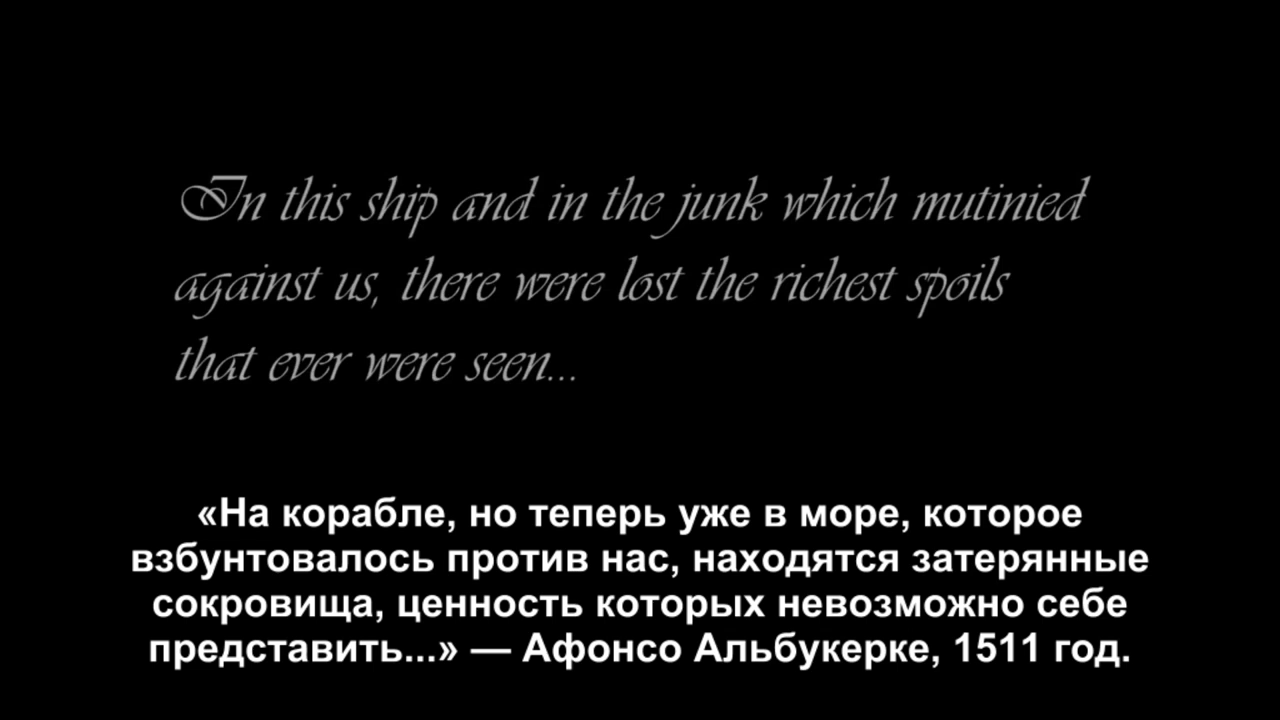 In this ship and in the junk which mutinied
against us, there were lost the richest spoils
that ever were seen...
«На корабле, но теперь уже в море, которое
взбунтовалось против нас, находятся затерянные
сокровища, ценность которых невозможно себе
представить...» — Афонсо Альбукерке, 1511 год.